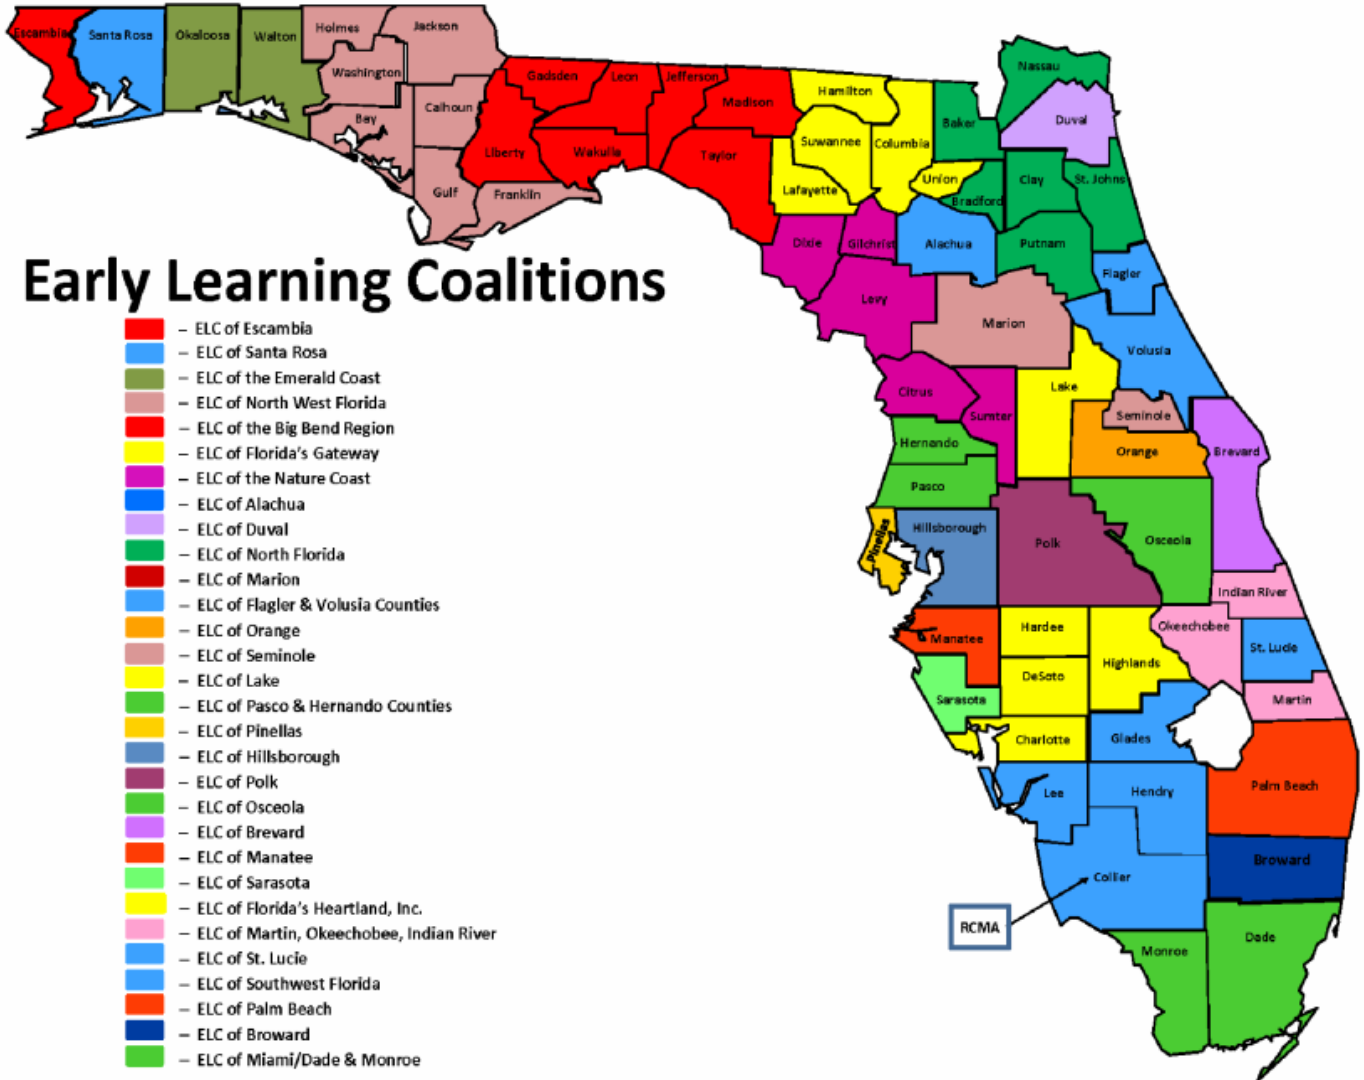 Escambia
Santa Rosa
Okaloosa
Walton
Holmes
Jackson
Washington
Bay
Calhoun
Gulf
Franklin
Gadsden
Leon
Jefferson
Madison
Liberty
Wakulla
Taylor
Hamilton
Suwannee
Columbia
Lafayette
Union
Baker
Nassau
Duval
Bradford
Clay
St. Johns
Dixie
Gilchrist
Alachua
Putnam
Flagler
Levy
Marion
Volusia
Citrus
Sumter
Lake
Seminole
Hernando
Orange
Brevard
Pasco
Pinellas
Hillsborough
Polk
Osceola
Indian River
Manatee
Hardee
Okeechobee
Highlands
St. Lucie
DeSoto
Sarasota
Martin
Charlotte
Glades
Lee
Hendry
Palm Beach
Collier
Broward
RCMA
Monroe
Dade
Early Learning Coalitions
– ELC of Escambia
– ELC of Santa Rosa
– ELC of the Emerald Coast
– ELC of North West Florida
– ELC of the Big Bend Region
– ELC of Florida's Gateway
– ELC of the Nature Coast
– ELC of Alachua
– ELC of Duval
– ELC of North Florida
– ELC of Marion
– ELC of Flagler & Volusia Counties
– ELC of Orange
– ELC of Seminole
– ELC of Lake
– ELC of Pasco & Hernando Counties
– ELC of Pinellas
– ELC of Hillsborough
– ELC of Polk
– ELC of Osceola
– ELC of Brevard
– ELC of Manatee
– ELC of Sarasota
– ELC of Florida's Heartland, Inc.
– ELC of Martin, Okeechobee, Indian River
– ELC of St. Lucie
– ELC of Southwest Florida
– ELC of Palm Beach
– ELC of Broward
– ELC of Miami/Dade & Monroe